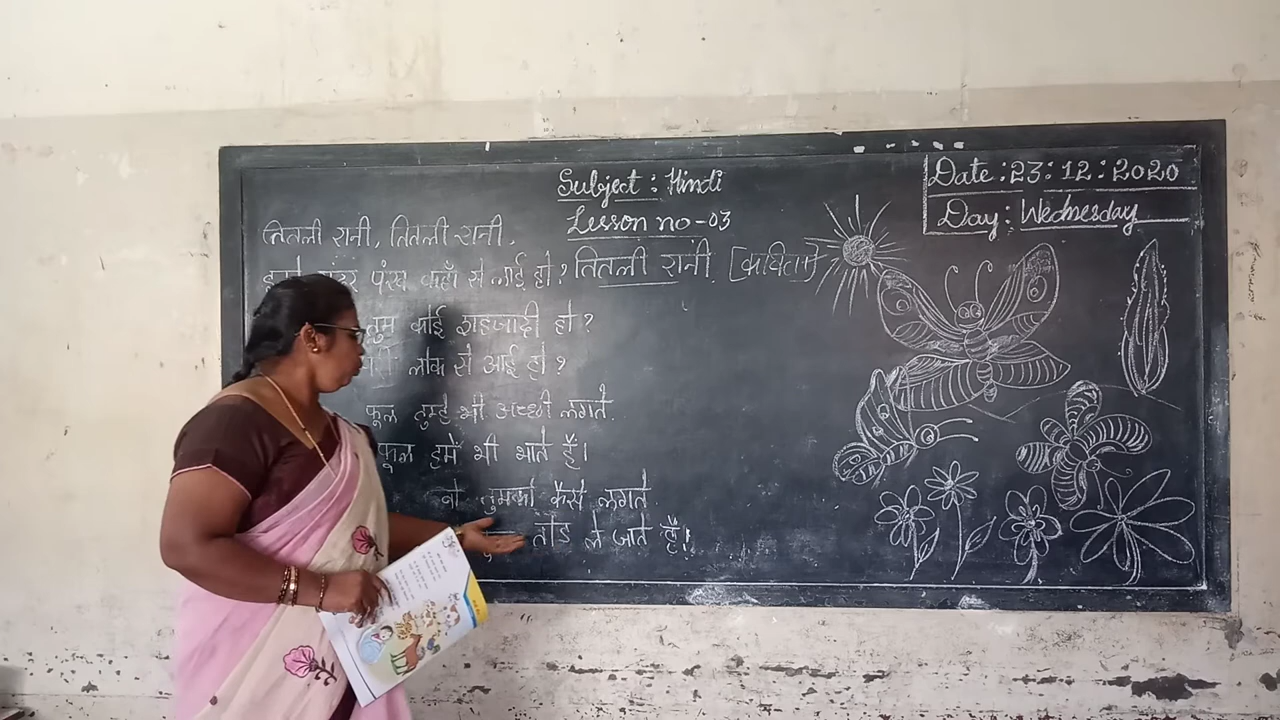 Subject : Hindi
Lesson no - 03
Date : 23 : 12 : 2020
Day : Wednesday
तितली रानी [कविता]
तितली रानी, तितली रानी,
पंख कहाँ से लाई हो ?
तुम कोई शहजादी हो ?
लोक से आई हो ?
फूल तुम्हे भी अच्छे लगते.
फूल हमें भी भाते हैं।
वो तुमको कैसे लगते
तोड ले जाते हैं।